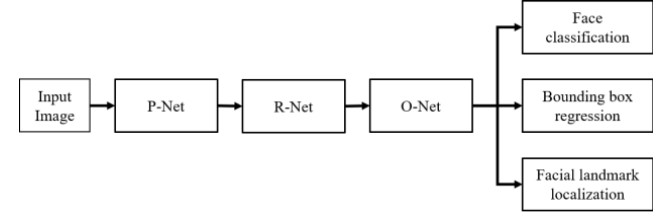 Input
Image
P-Net
R-Net
O-Net
Face
classification
Bounding box
regression
Facial landmark
localization